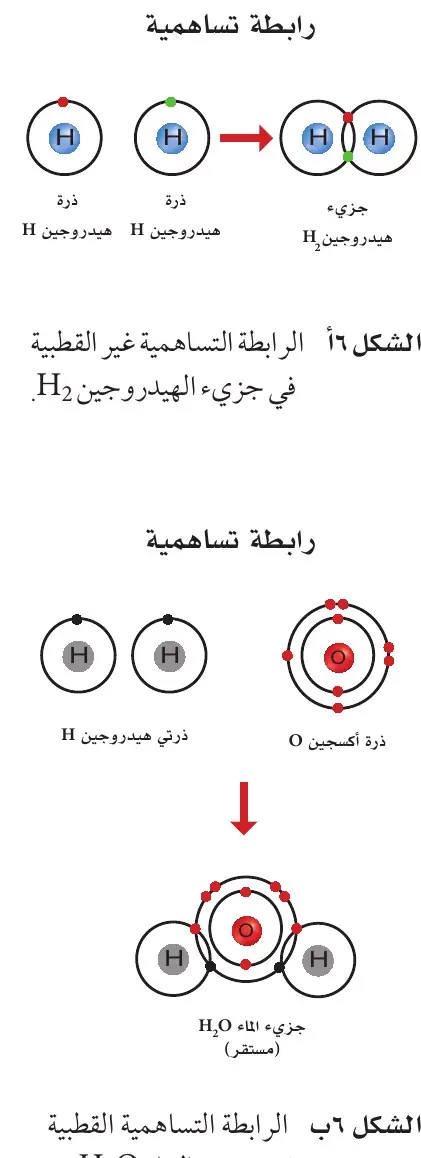 رابطة تساهمية
H
H
H
H
ذرة
هيدروجين H
ذرة
هيدروجين H
جزيء
هيدروجين H₂
الشكل ٦أ الرابطة التساهمية غير القطبية
في جزيء الهيدروجين H₂.
رابطة تساهمية
H
H
O
ذرتي هيدروجين H
ذرة أكسجين O
H
O
H
جزيء الماء H₂O
(مستقر)
الشكل ٦ب الرابطة التساهمية القطبية